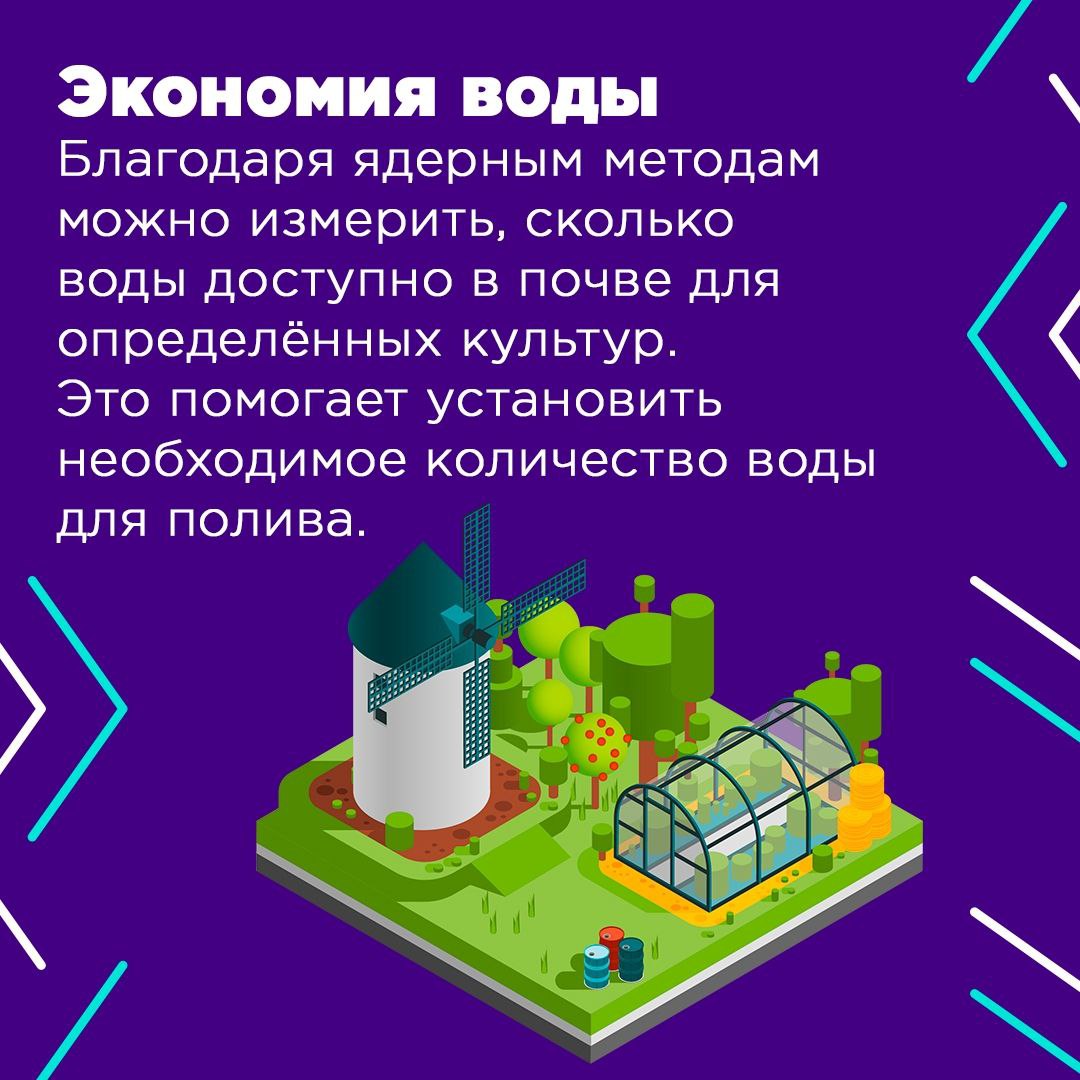 Экономия воды
Благодаря ядерным методам
можно измерить, сколько
воды доступно в почве для
определённых культур.
Это помогает установить
необходимое количество воды
для полива.